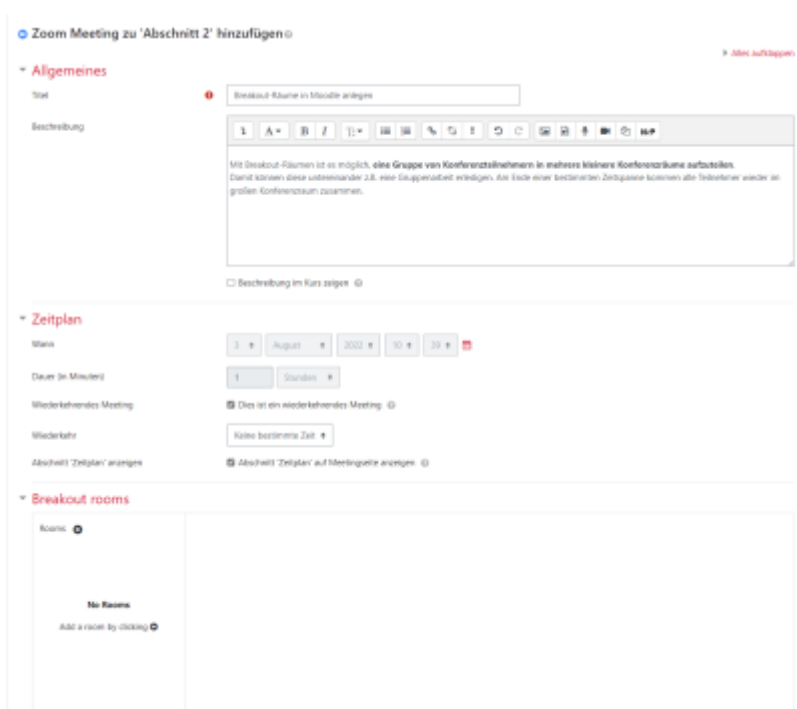 Zoom Meeting zu 'Abschnitt 2' hinzufügen
Alles aufklappen
Allgemeines
Titel
Breakout-Räume in Moodle anlegen
Beschreibung
Mit Breakout-Räumen ist es möglich, eine Gruppe von Konferenzteilnehmern in mehrere kleinere Konferenzräume aufzuteilen.
Damit können diese untereinander z.B. eine Gruppenarbeit erledigen. Am Ende einer bestimmten Zeitspanne kommen alle Teilnehmer wieder im
großen Konferenzraum zusammen.
Beschreibung im Kurs zeigen
Zeitplan
Wann
August 2022 10 39
Dauer (in Minuten)
1 Stunden
Wiederkehrendes Meeting
Dies ist ein wiederkehrendes Meeting
Wiederkehr
Keine bestimmte Zeit
Abschnitt 'Zeitplan' anzeigen
Abschnitt 'Zeitplan' auf Meetingseite anzeigen
Breakout rooms
Rooms
No Rooms
Add a room by clicking